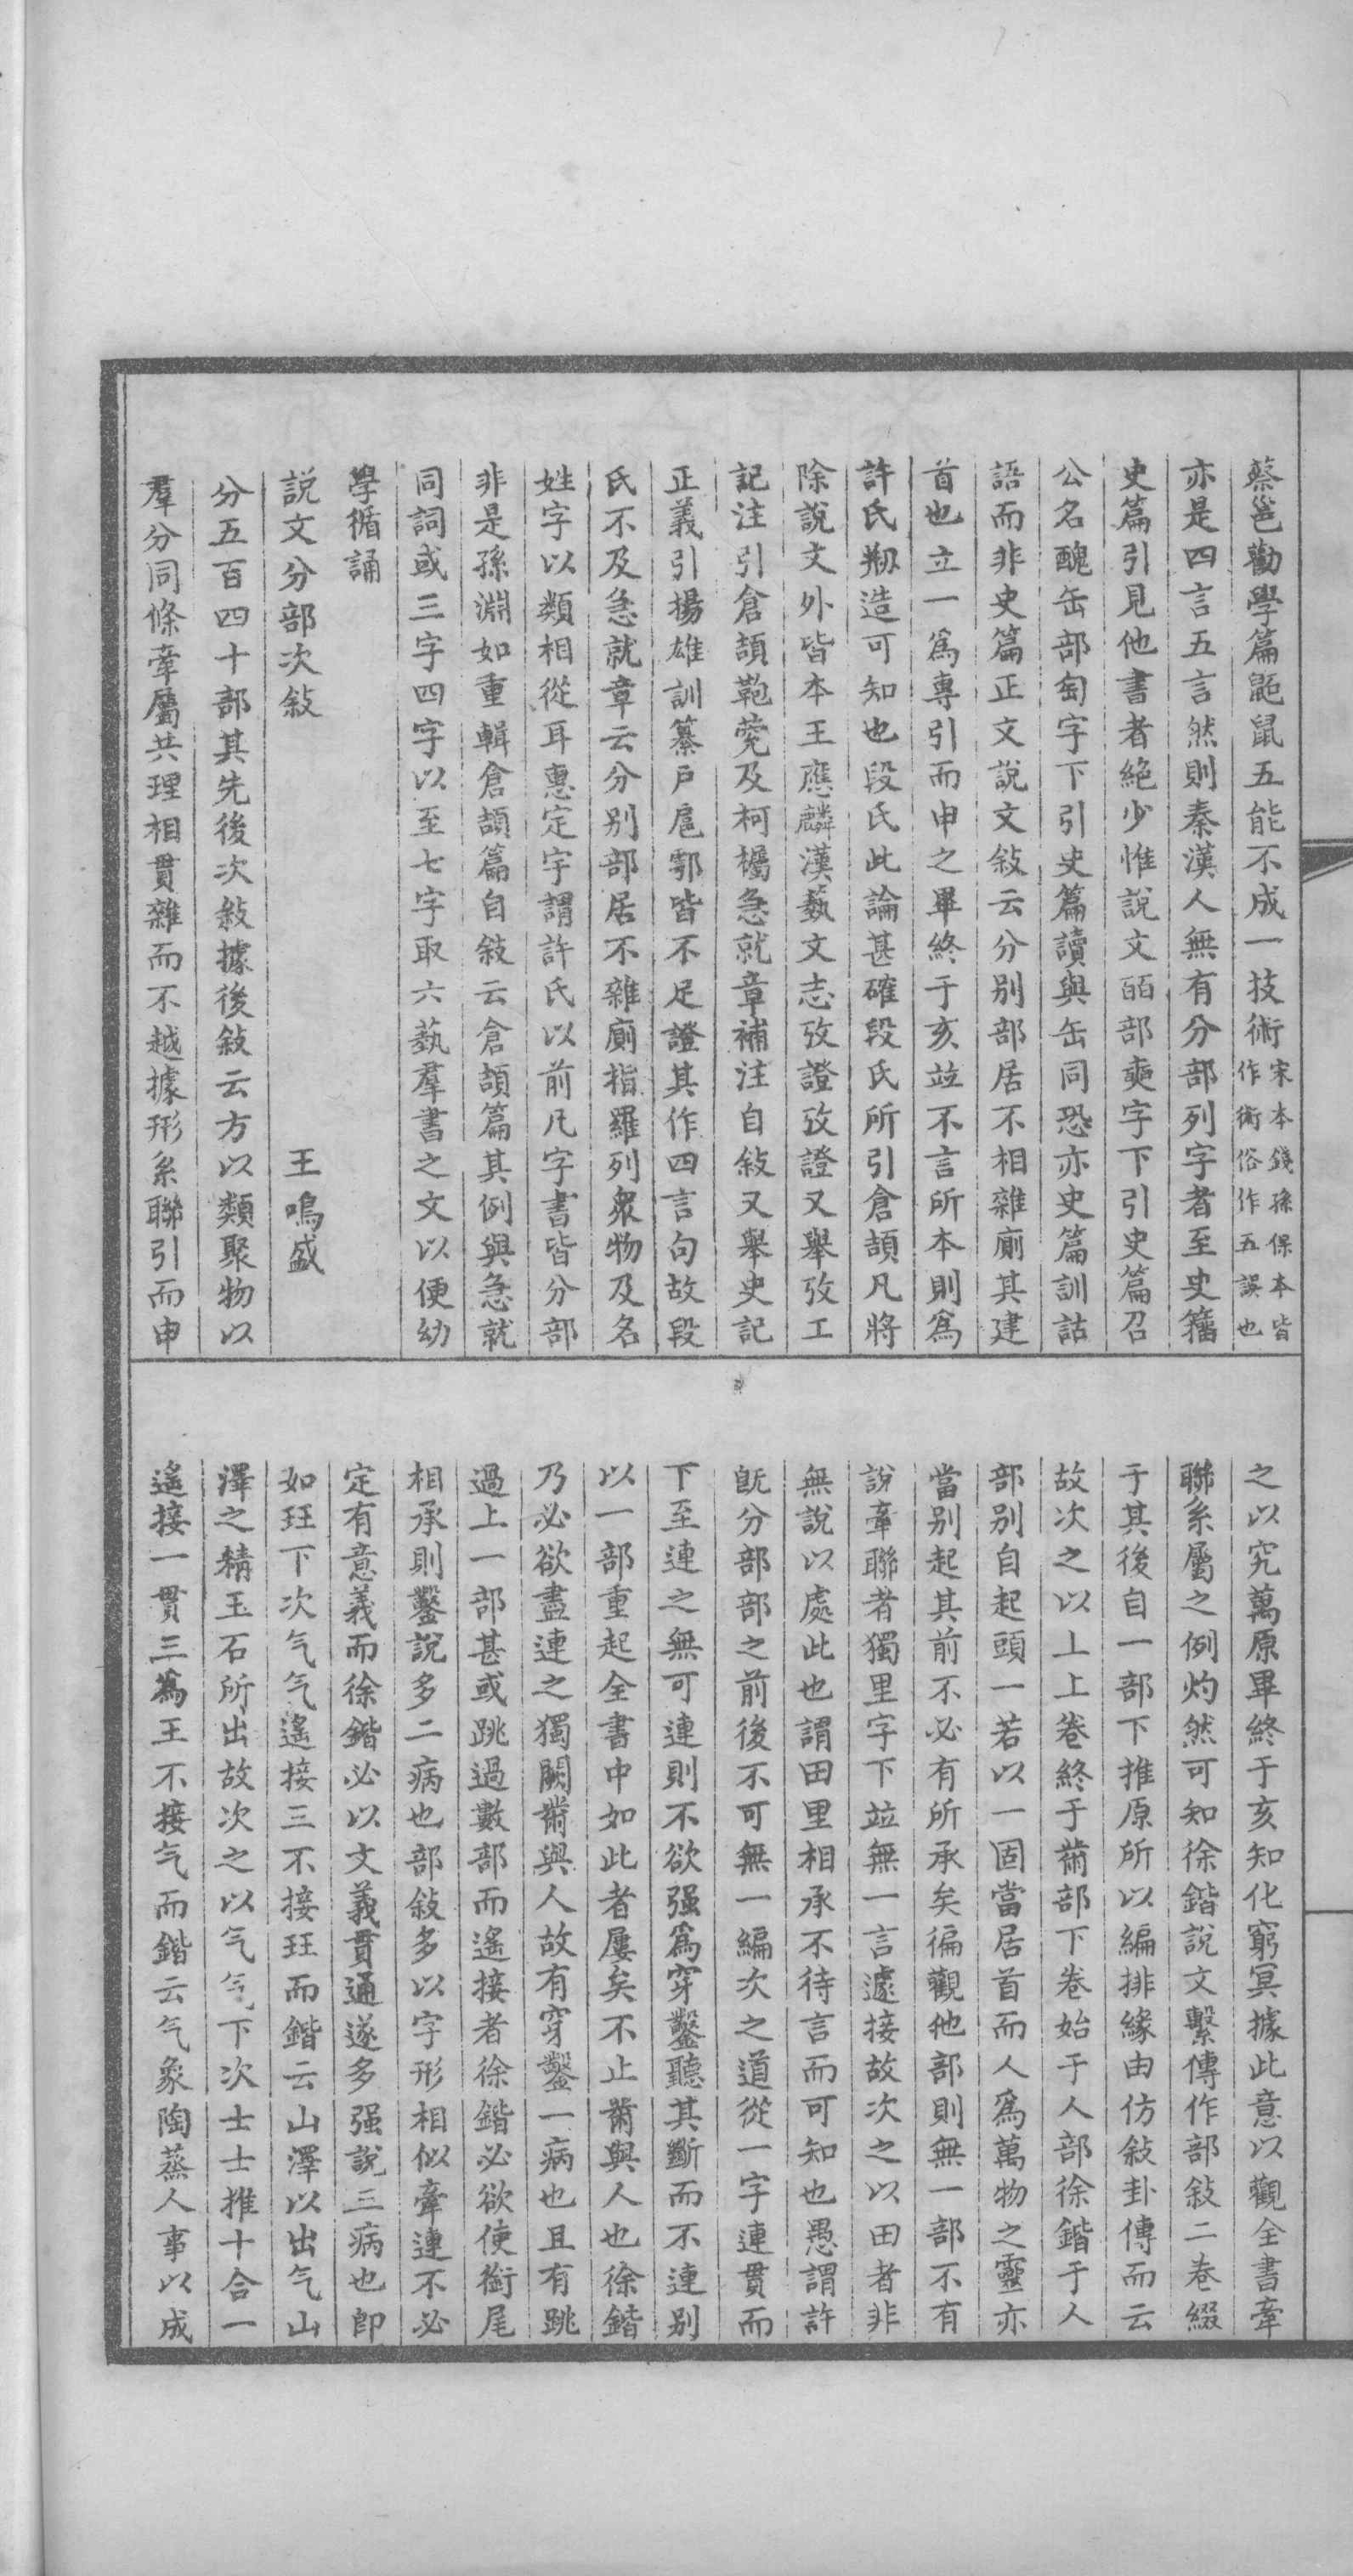 蔡邕勸學篇鼫鼠五能不成一技術宋本錢孫保本皆作術俗作五誤也
亦是四言五言然則秦漢人無有分部列字者至史籒
史篇引見他書者絶少惟說文皕部奭字下引史篇召
公名醜缶部匋字下引史篇讀與缶同恐亦史篇訓詁
語而非史篇正文說文敍云分别部居不相雜廁其建
首也立一爲耑引而申之畢終于亥竝不言所本則爲
許氏剏造可知也段氏此論甚確段氏所引倉頡凡將
除說文外皆本王應麟漢藝文志攷證攷證又舉攷工
記注引倉頡鞄㼱及柯欘急就章補注自敍又舉史記
正義引揚雄訓纂戶扈鄠皆不足證其作四言句故段
氏不及急就章云分别部居不雜廁指羅列衆物及名
姓字以類相從耳惠定宇謂許氏以前凡字書皆分部
非是孫淵如重輯倉頡篇自敍云倉頡篇其例與急就
同詞或三字四字以至七字取六藝羣書之文以便幼
學循誦
說文分部次敍 王鳴盛
分五百四十部其先後次敍據後敍云方以類聚物以
羣分同條牽屬共理相貫雜而不越據形系聯引而申
之以究萬原畢終于亥知化窮冥據此意以觀全書牽
聯系屬之例灼然可知徐鍇說文繫傳作部敍二卷綴
于其後自一部下推原所以編排緣由仿敍卦傳而云
故次之以上上卷終于黹部下卷始于人部徐鍇于人
部别自起頭一若以一固當居首而人爲萬物之靈亦
當别起其前不必有所承矣徧觀他部則無一部不有
說牽聯者獨里字下竝無一言遽接故次之以田者非
無說以處此也謂田里相承不待言而可知也愚謂許
旣分部部之前後不可無一編次之道從一字連貫而
下至連之無可連則不欲强爲穿鑿聽其斷而不連别
以一部重起全書中如此者屢矣不止黹與人也徐鍇
乃必欲盡連之獨闕黹與人故有穿鑿一病也且有跳
過上一部甚或跳過數部而遙接者徐鍇必欲使銜尾
相承則鑿說多二病也部敍多以字形相似牽連不必
定有意義而徐鍇必以文義貫通遂多强說三病也卽
如玨下次气气遙接三不接玨而鍇云山澤以出气山
澤之精玉石所出故次之以气气下次士士推十合一
遙接一貫三爲王不接气而鍇云气象陶蒸人事以成